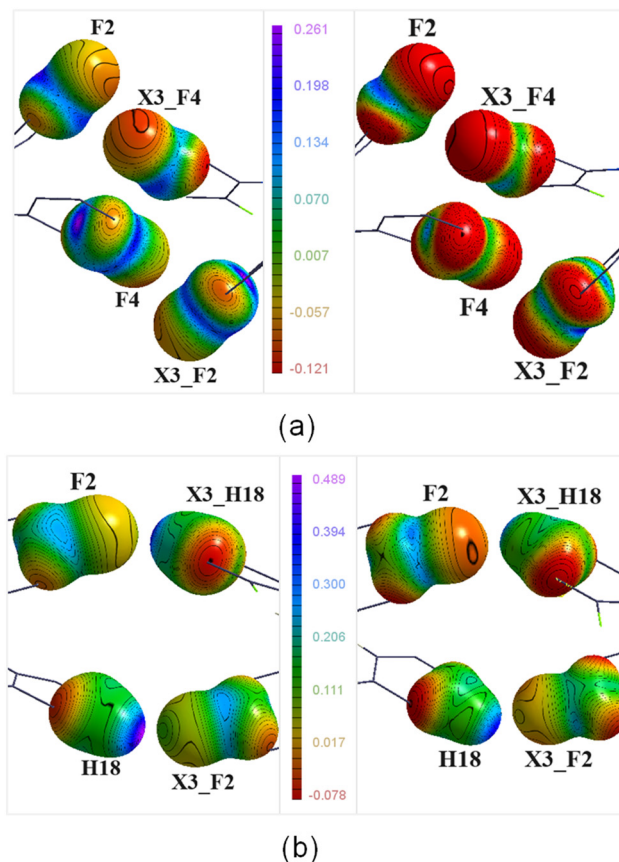 F2
X3_F4
F4
X3_F2
0.261
0.198
0.134
0.070
0.007
-0.057
-0.121
F2
X3_F4
F4
X3_F2
(a)
F2
X3_H18
H18
X3_F2
0.489
0.394
0.300
0.206
0.111
0.017
-0.078
F2
X3_H18
H18
X3_F2
(b)